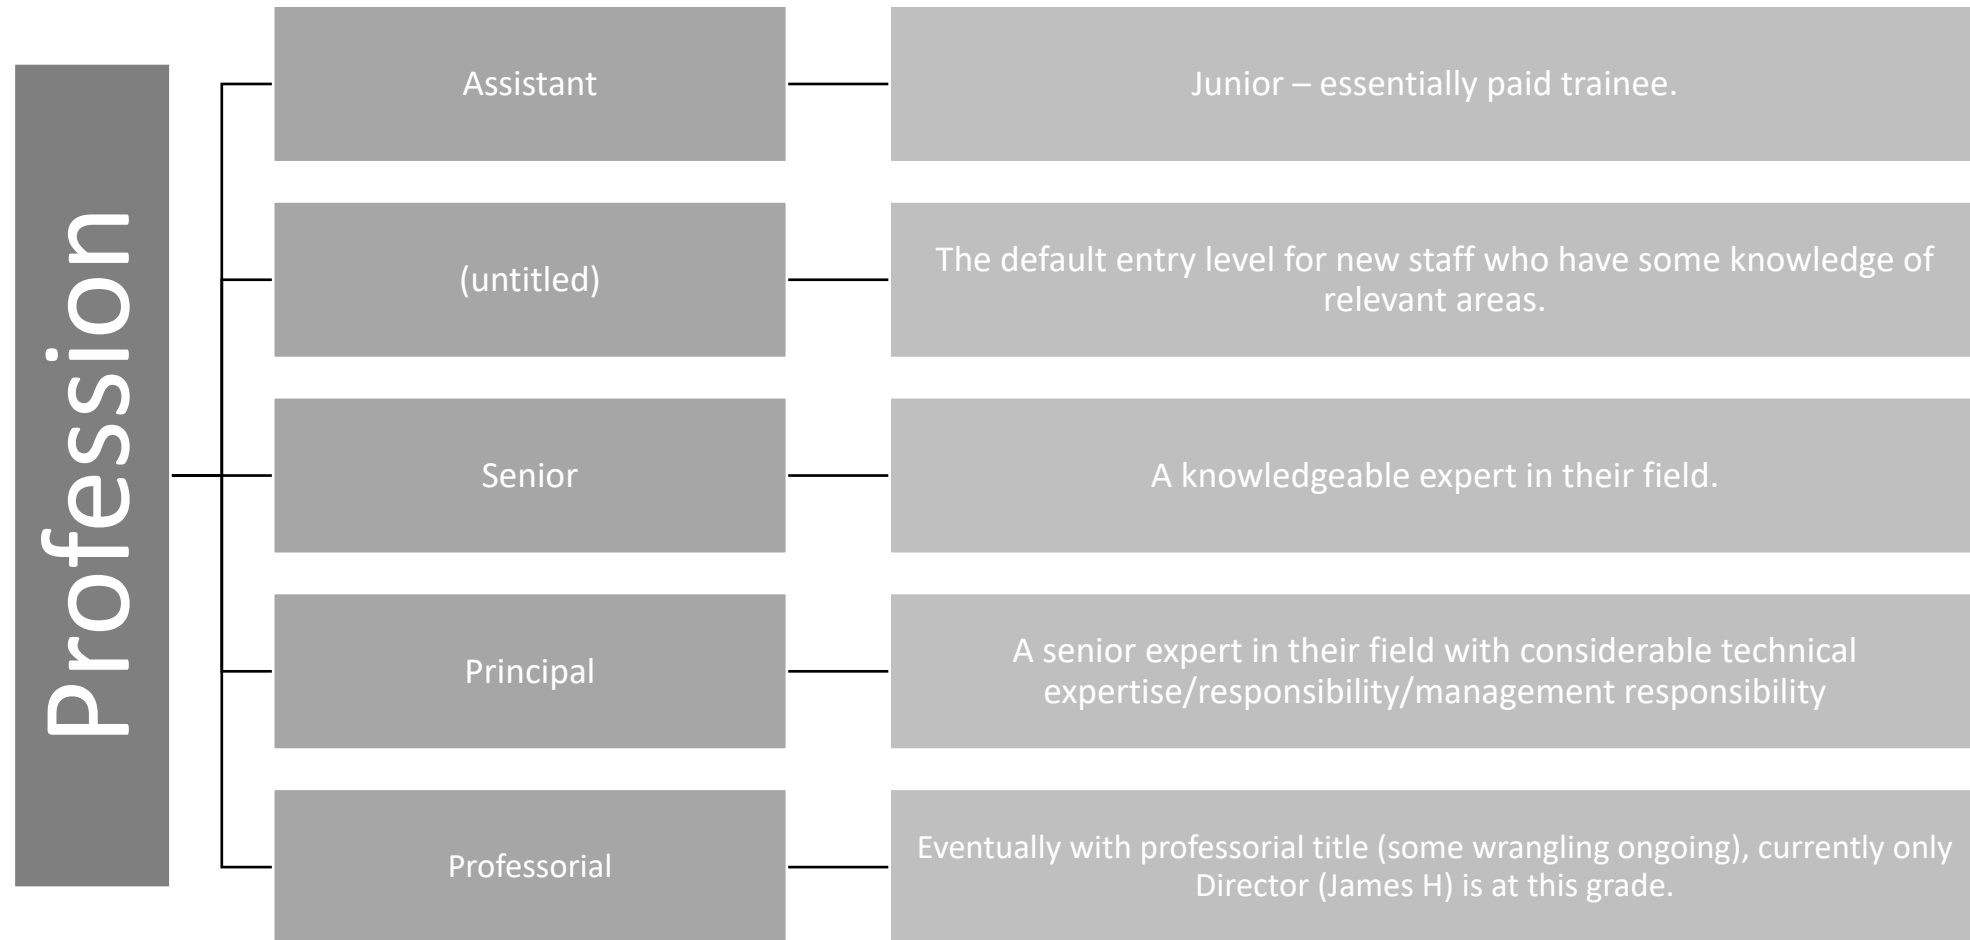 Profession
Assistant
Junior – essentially paid trainee.
(untitled)
The default entry level for new staff who have some knowledge of
relevant areas.
Senior
A knowledgeable expert in their field.
Principal
A senior expert in their field with considerable technical
expertise/responsibility/management responsibility
Professorial
Eventually with professorial title (some wrangling ongoing), currently only
Director (James H) is at this grade.